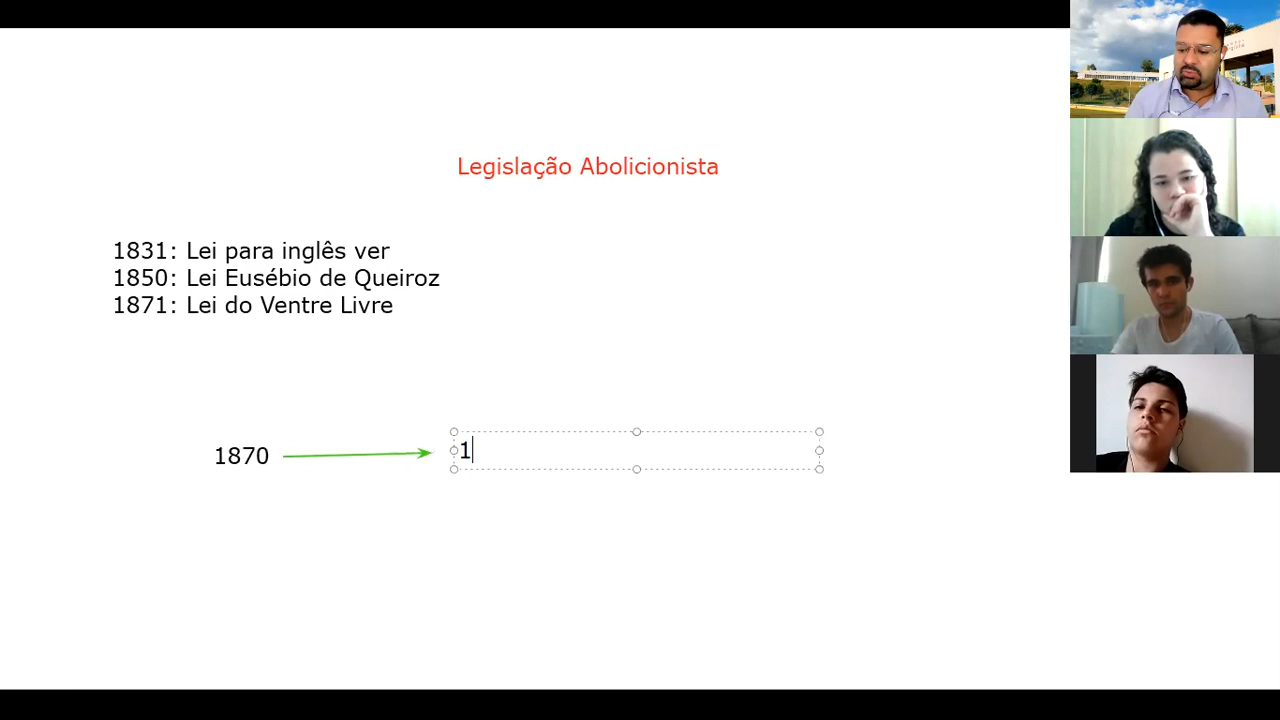 Legislação Abolicionista
1831: Lei para inglês ver
1850: Lei Eusébio de Queiroz
1871: Lei do Ventre Livre
1870
1